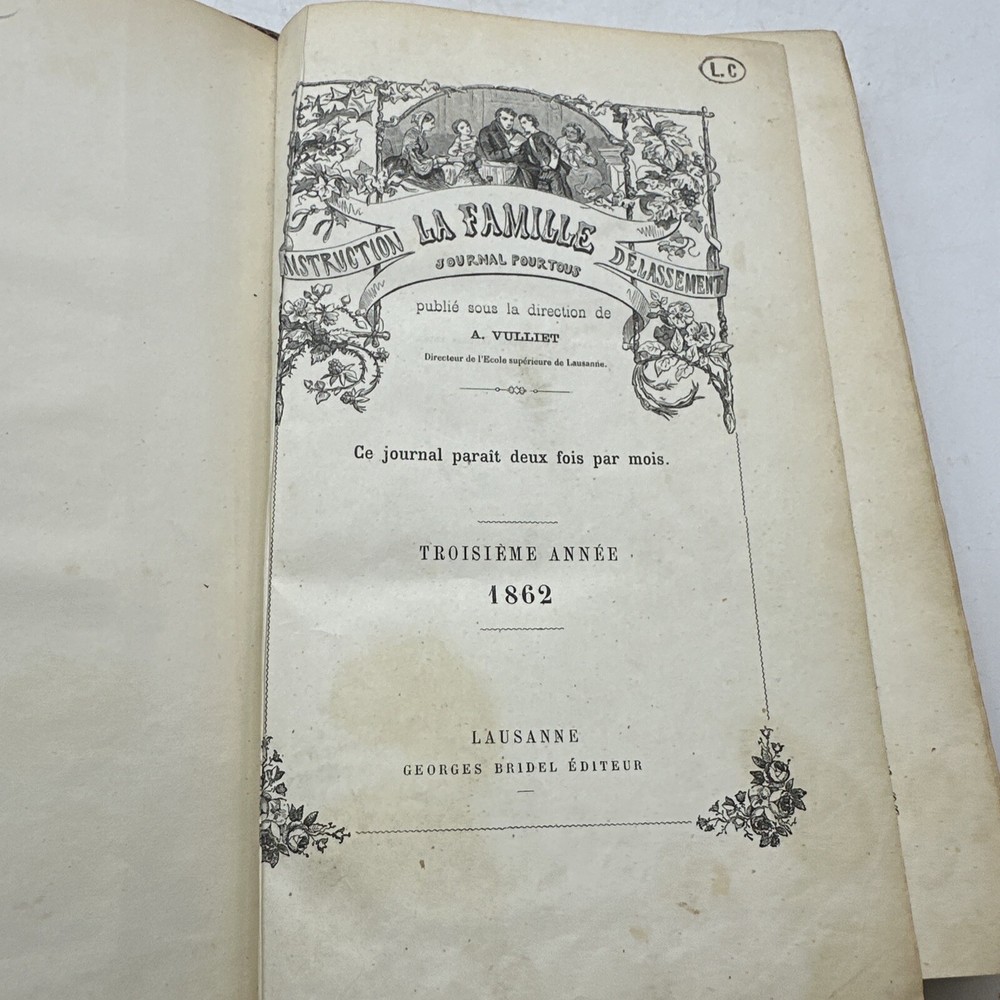 L.C
LA FAMILLE
INSTRUCTION
JOURNAL POUR TOUS
DÉLASSEMENT
publié sous la direction de
A. VULLIET
Directeur de l'Ecole supérieure de Lausanne.
Ce journal paraît deux fois par mois.
TROISIÈME ANNÉE
1862
LAUSANNE
GEORGES BRIDEL ÉDITEUR